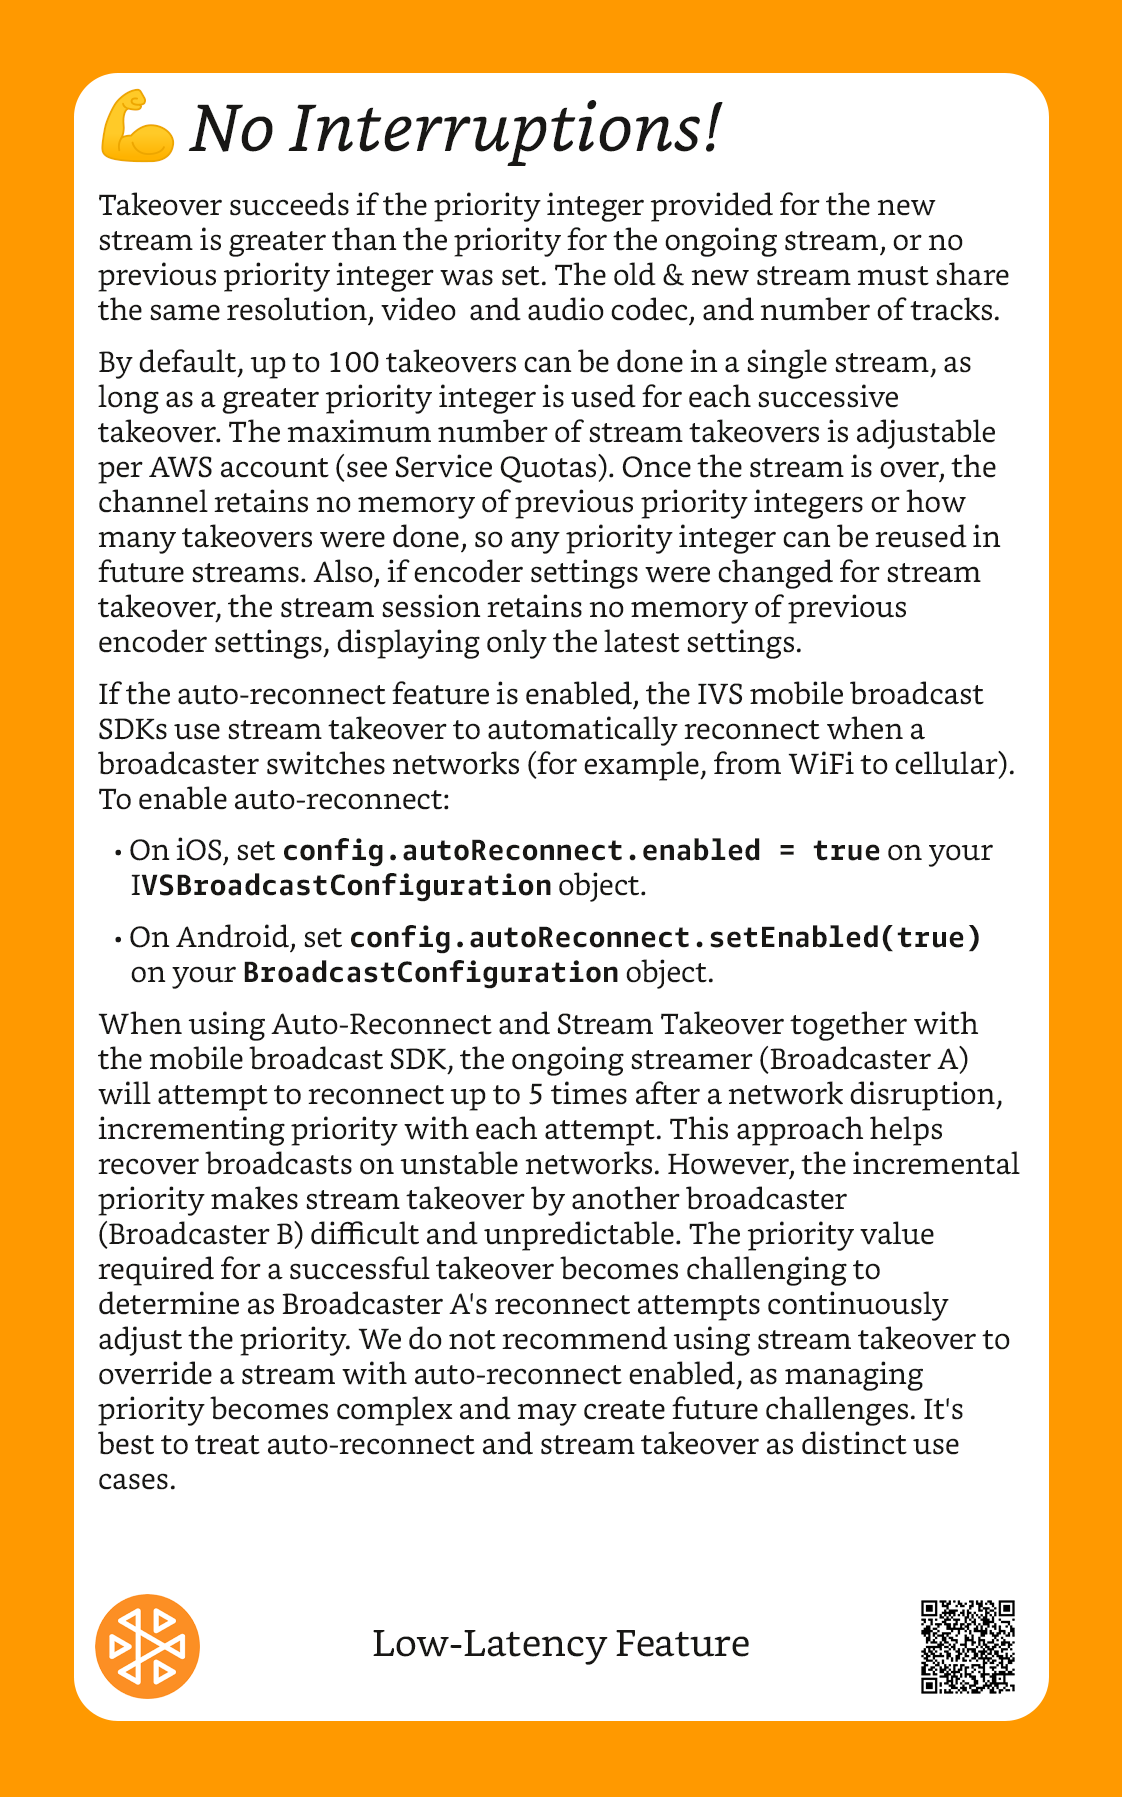 💪 No Interruptions!
Takeover succeeds if the priority integer provided for the new
stream is greater than the priority for the ongoing stream, or no
previous priority integer was set. The old & new stream must share
the same resolution, video  and audio codec, and number of tracks.
By default, up to 100 takeovers can be done in a single stream, as
long as a greater priority integer is used for each successive
takeover. The maximum number of stream takeovers is adjustable
per AWS account (see Service Quotas). Once the stream is over, the
channel retains no memory of previous priority integers or how
many takeovers were done, so any priority integer can be reused in
future streams. Also, if encoder settings were changed for stream
takeover, the stream session retains no memory of previous
encoder settings, displaying only the latest settings.
If the auto-reconnect feature is enabled, the IVS mobile broadcast
SDKs use stream takeover to automatically reconnect when a
broadcaster switches networks (for example, from WiFi to cellular).
To enable auto-reconnect:
• On iOS, set config.autoReconnect.enabled = true on your
IVSBroadcastConfiguration object.
• On Android, set config.autoReconnect.setEnabled(true)
on your BroadcastConfiguration object.
When using Auto-Reconnect and Stream Takeover together with
the mobile broadcast SDK, the ongoing streamer (Broadcaster A)
will attempt to reconnect up to 5 times after a network disruption,
incrementing priority with each attempt. This approach helps
recover broadcasts on unstable networks. However, the incremental
priority makes stream takeover by another broadcaster
(Broadcaster B) difficult and unpredictable. The priority value
required for a successful takeover becomes challenging to
determine as Broadcaster A's reconnect attempts continuously
adjust the priority. We do not recommend using stream takeover to
override a stream with auto-reconnect enabled, as managing
priority becomes complex and may create future challenges. It's
best to treat auto-reconnect and stream takeover as distinct use
cases.
Low-Latency Feature